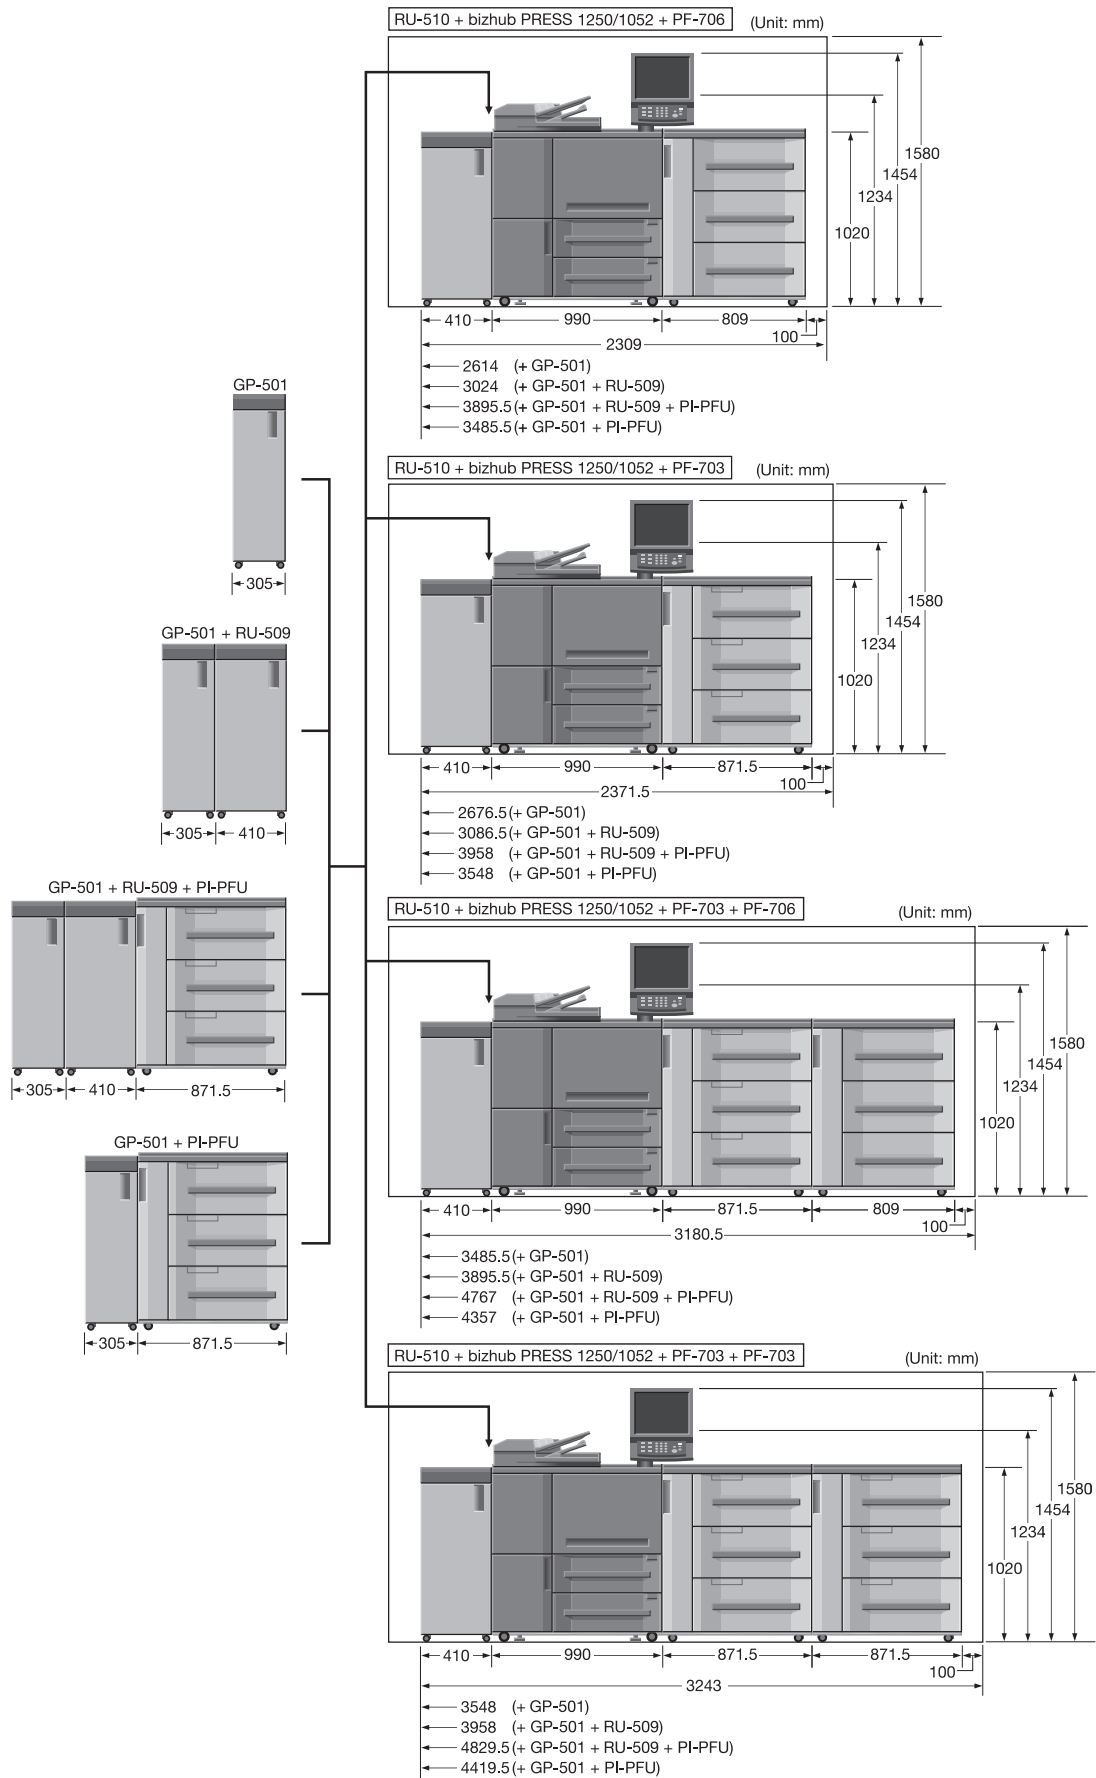 RU-510 + bizhub PRESS 1250/1052 + PF-706
(Unit: mm)
1580
1454
1234
1020
410
990
809
100
2309
2614 (+ GP-501)
3024 (+ GP-501 + RU-509)
3895.5 (+ GP-501 + RU-509 + PI-PFU)
3485.5 (+ GP-501 + PI-PFU)
GP-501
305
GP-501 + RU-509
305
410
GP-501 + RU-509 + PI-PFU
305
410
871.5
GP-501 + PI-PFU
305
871.5
RU-510 + bizhub PRESS 1250/1052 + PF-703
(Unit: mm)
1580
1454
1234
1020
410
990
871.5
100
2371.5
2676.5 (+ GP-501)
3086.5 (+ GP-501 + RU-509)
3958 (+ GP-501 + RU-509 + PI-PFU)
3548 (+ GP-501 + PI-PFU)
RU-510 + bizhub PRESS 1250/1052 + PF-703 + PF-706
(Unit: mm)
1580
1454
1234
1020
410
990
871.5
809
100
3180.5
3485.5 (+ GP-501)
3895.5 (+ GP-501 + RU-509)
4767 (+ GP-501 + RU-509 + PI-PFU)
4357 (+ GP-501 + PI-PFU)
RU-510 + bizhub PRESS 1250/1052 + PF-703 + PF-703
(Unit: mm)
1580
1454
1234
1020
410
990
871.5
871.5
100
3243
3548 (+ GP-501)
3958 (+ GP-501 + RU-509)
4829.5 (+ GP-501 + RU-509 + PI-PFU)
4419.5 (+ GP-501 + PI-PFU)